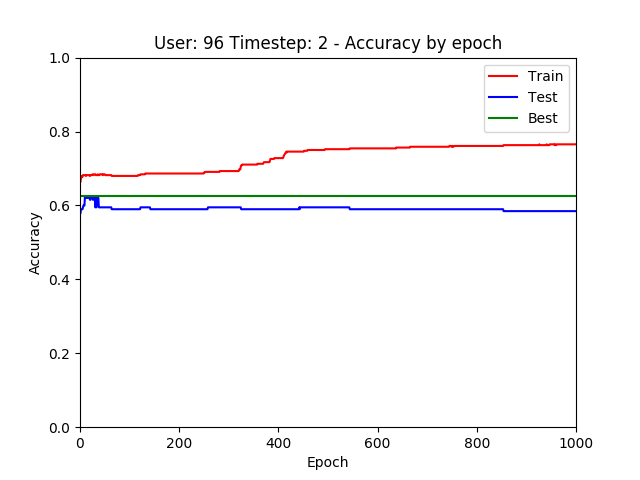 User: 96 Timestep: 2 - Accuracy by epoch
1.0
0.8
0.6
0.4
0.2
0.0
Accuracy
Train
Test
Best
0 200 400 600 800 1000
Epoch